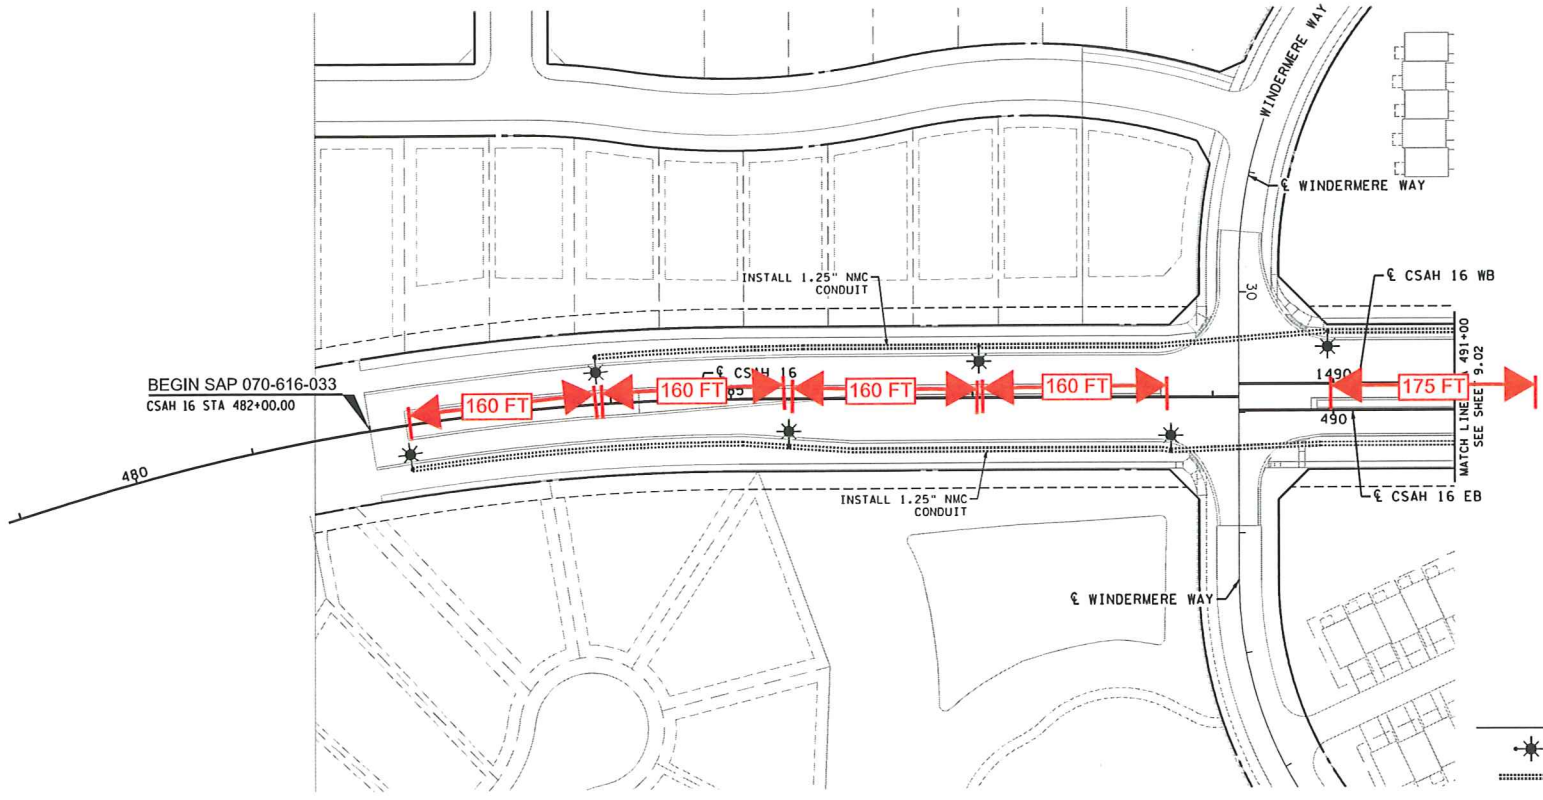 WINDERMERE WAY
℄ WINDERMERE WAY
INSTALL 1.25" NMC
CONDUIT
30
℄ CSAH 16 WB
BEGIN SAP 070-616-033
CSAH 16 STA 482+00.00
℄ CSAH 16
160 FT
160 FT
160 FT
160 FT
1490
175 FT
490
480
MATCH LINE 491+00
SEE SHEET 9.02
INSTALL 1.25" NMC
CONDUIT
℄ CSAH 16 EB
℄ WINDERMERE WAY